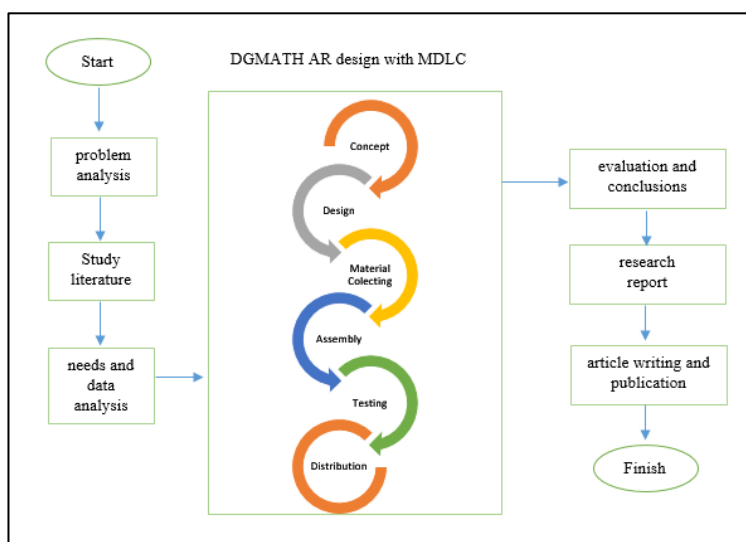 Start
problem
analysis
Study
literature
needs and
data
analysis
DGMATH AR design with MDLC
Concept
Design
Material
Colecting
Assembly
Testing
Distribution
evaluation and
conclusions
research
report
article writing and
publication
Finish